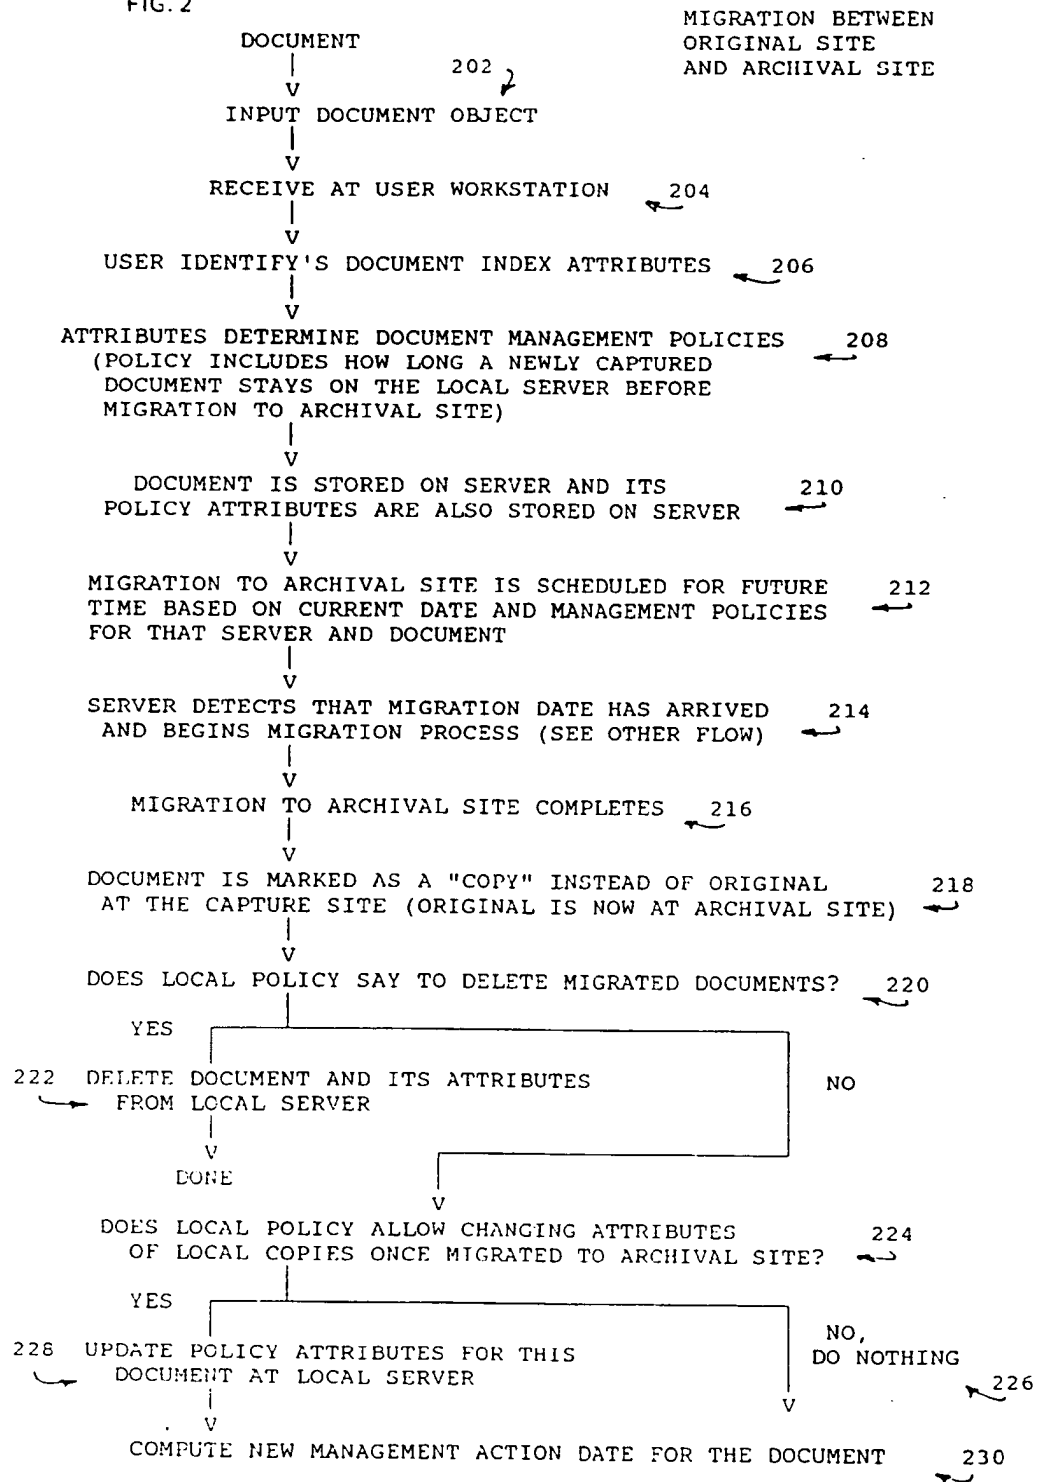 FIG. 2
MIGRATION BETWEEN
ORIGINAL SITE
AND ARCHIVAL SITE
DOCUMENT
202
V
INPUT DOCUMENT OBJECT
V
RECEIVE AT USER WORKSTATION 204
V
USER IDENTIFY'S DOCUMENT INDEX ATTRIBUTES 206
V
ATTRIBUTES DETERMINE DOCUMENT MANAGEMENT POLICIES 208
(POLICY INCLUDES HOW LONG A NEWLY CAPTURED
DOCUMENT STAYS ON THE LOCAL SERVER BEFORE
MIGRATION TO ARCHIVAL SITE)
V
DOCUMENT IS STORED ON SERVER AND ITS 210
POLICY ATTRIBUTES ARE ALSO STORED ON SERVER
V
MIGRATION TO ARCHIVAL SITE IS SCHEDULED FOR FUTURE 212
TIME BASED ON CURRENT DATE AND MANAGEMENT POLICIES
FOR THAT SERVER AND DOCUMENT
V
SERVER DETECTS THAT MIGRATION DATE HAS ARRIVED 214
AND BEGINS MIGRATION PROCESS (SEE OTHER FLOW)
V
MIGRATION TO ARCHIVAL SITE COMPLETES 216
V
DOCUMENT IS MARKED AS A "COPY" INSTEAD OF ORIGINAL 218
AT THE CAPTURE SITE (ORIGINAL IS NOW AT ARCHIVAL SITE)
V
DOES LOCAL POLICY SAY TO DELETE MIGRATED DOCUMENTS? 220
YES
222 DELETE DOCUMENT AND ITS ATTRIBUTES NO
FROM LOCAL SERVER
V
DONE
V
DOES LOCAL POLICY ALLOW CHANGING ATTRIBUTES 224
OF LOCAL COPIES ONCE MIGRATED TO ARCHIVAL SITE?
YES
NO,
228 UPDATE POLICY ATTRIBUTES FOR THIS DO NOTHING
DOCUMENT AT LOCAL SERVER 226
V
V
COMPUTE NEW MANAGEMENT ACTION DATE FOR THE DOCUMENT 230